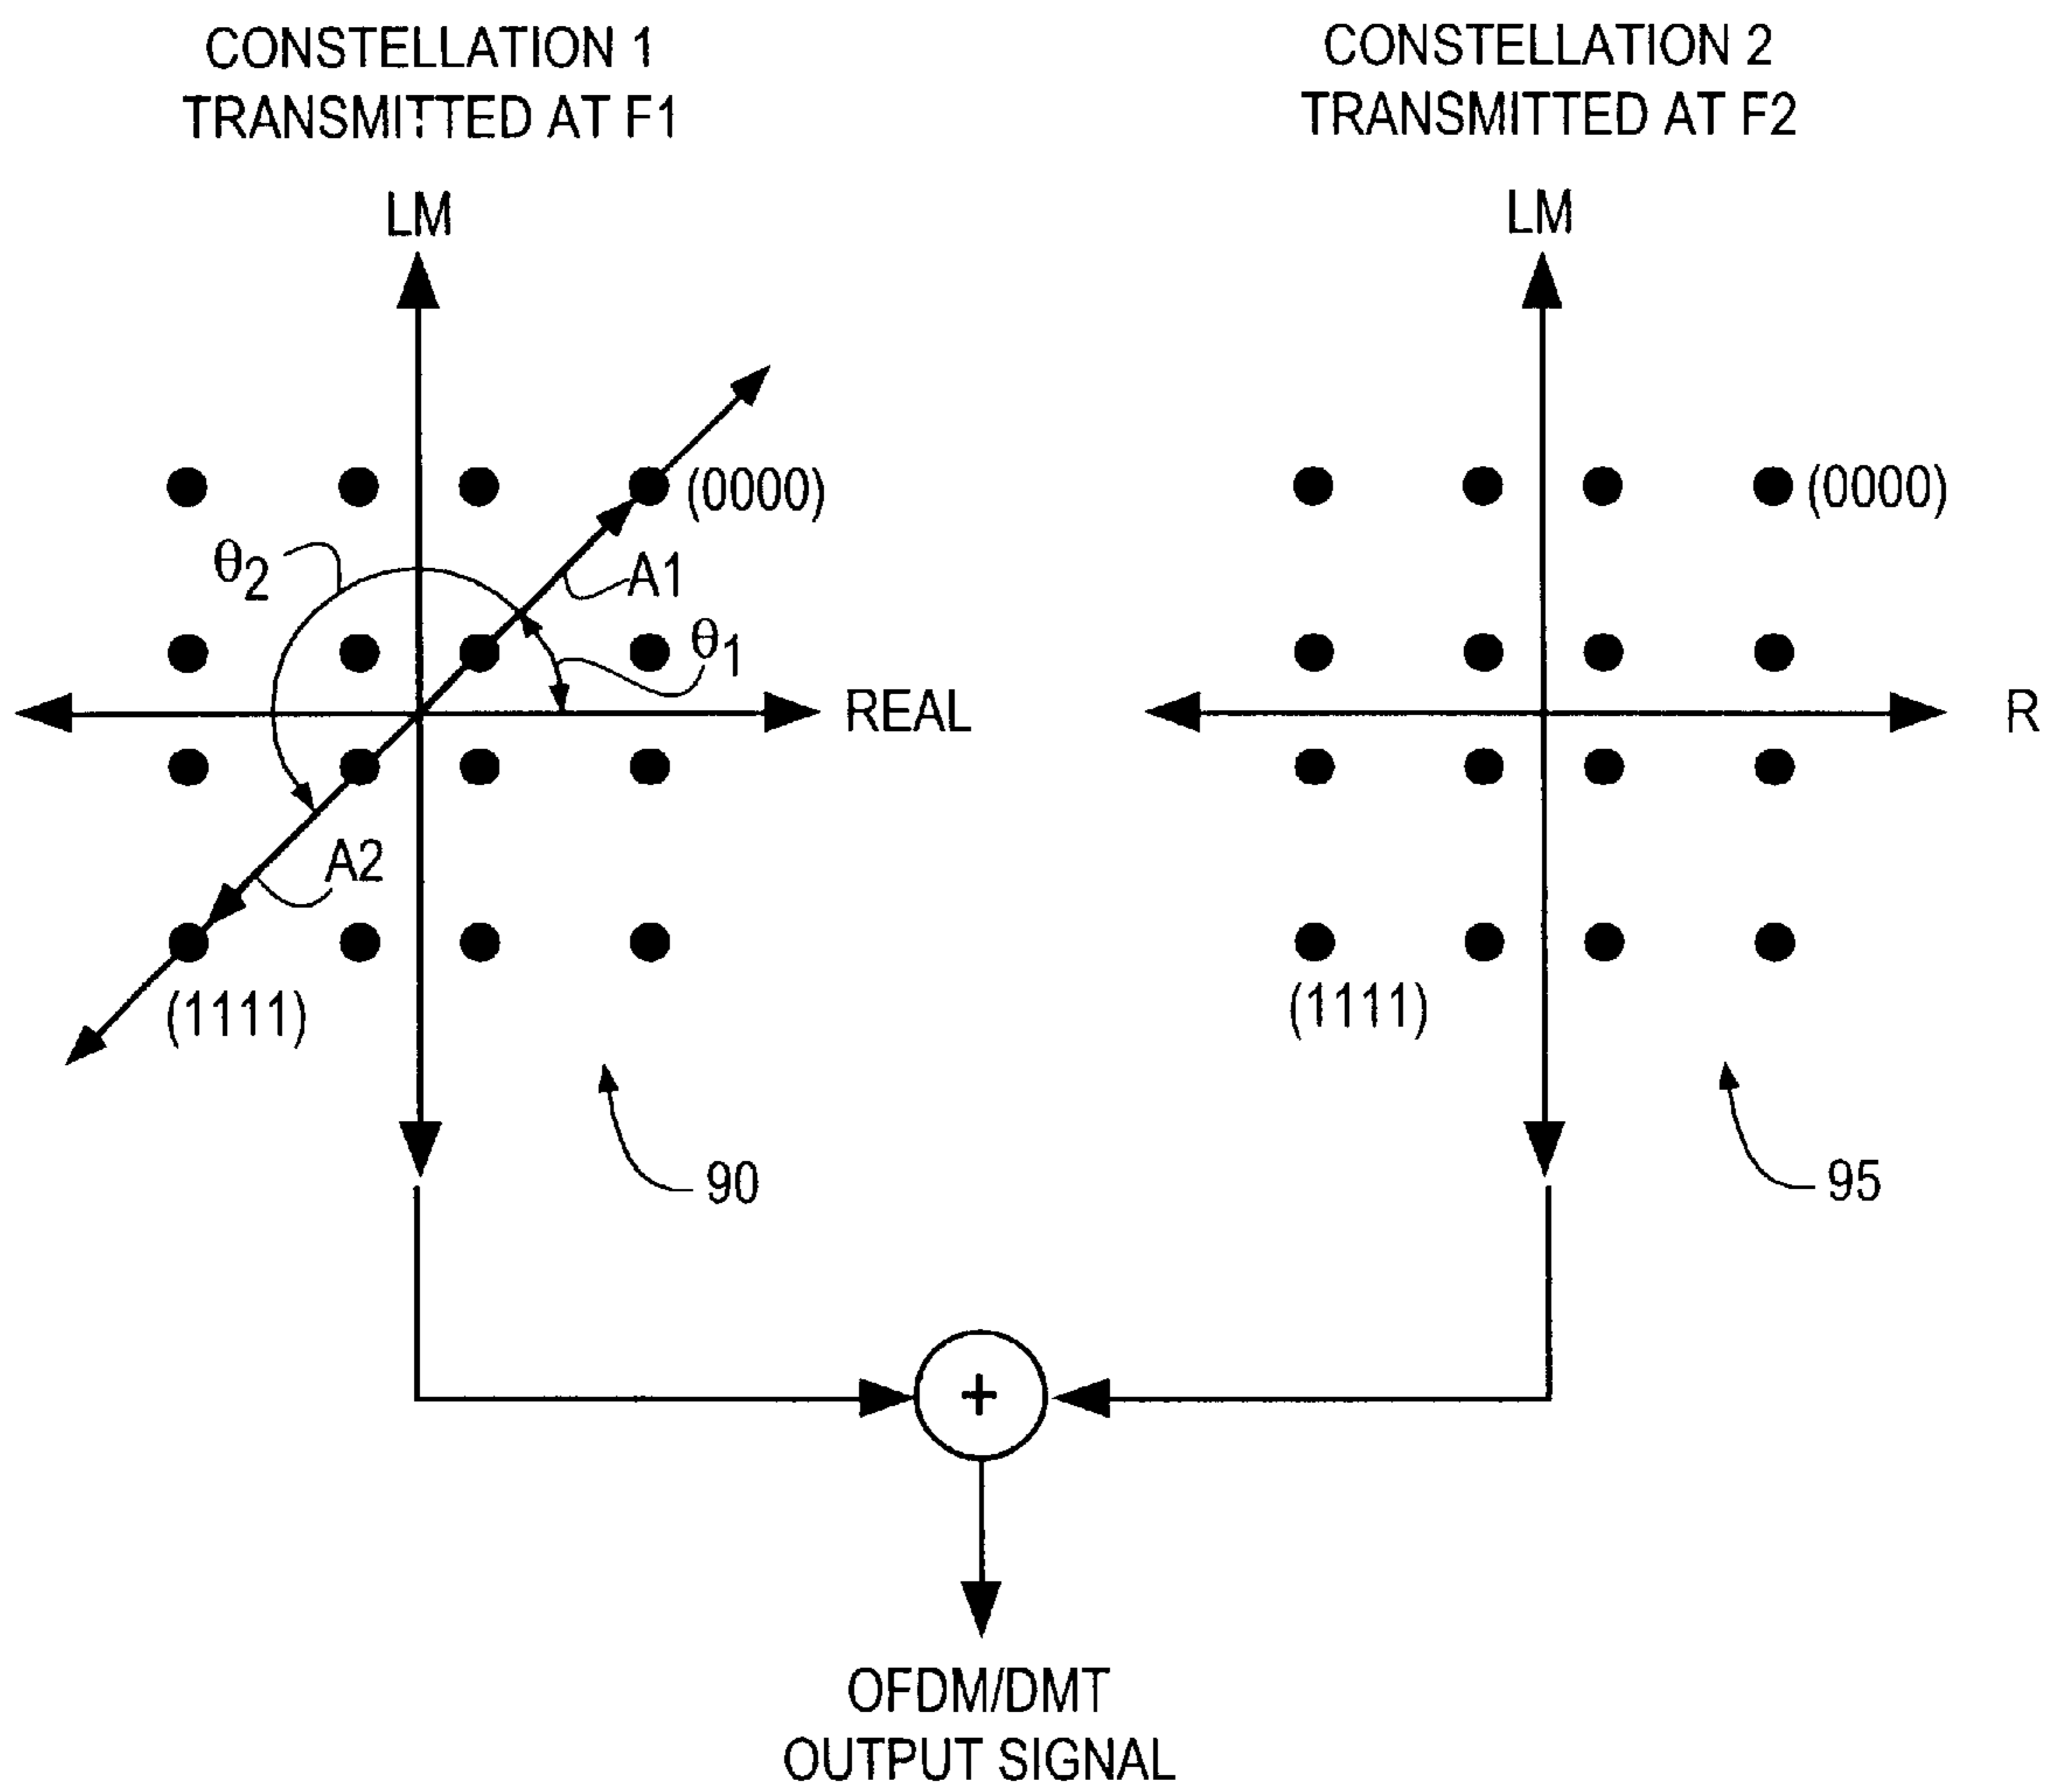 CONSTELLATION 1
TRANSMITTED AT F1
CONSTELLATION 2
TRANSMITTED AT F2
LM
LM
(0000)
(0000)
θ2
A1
θ1
REAL
R
A2
(1111)
(1111)
90
95
+
OFDM/DMT
OUTPUT SIGNAL